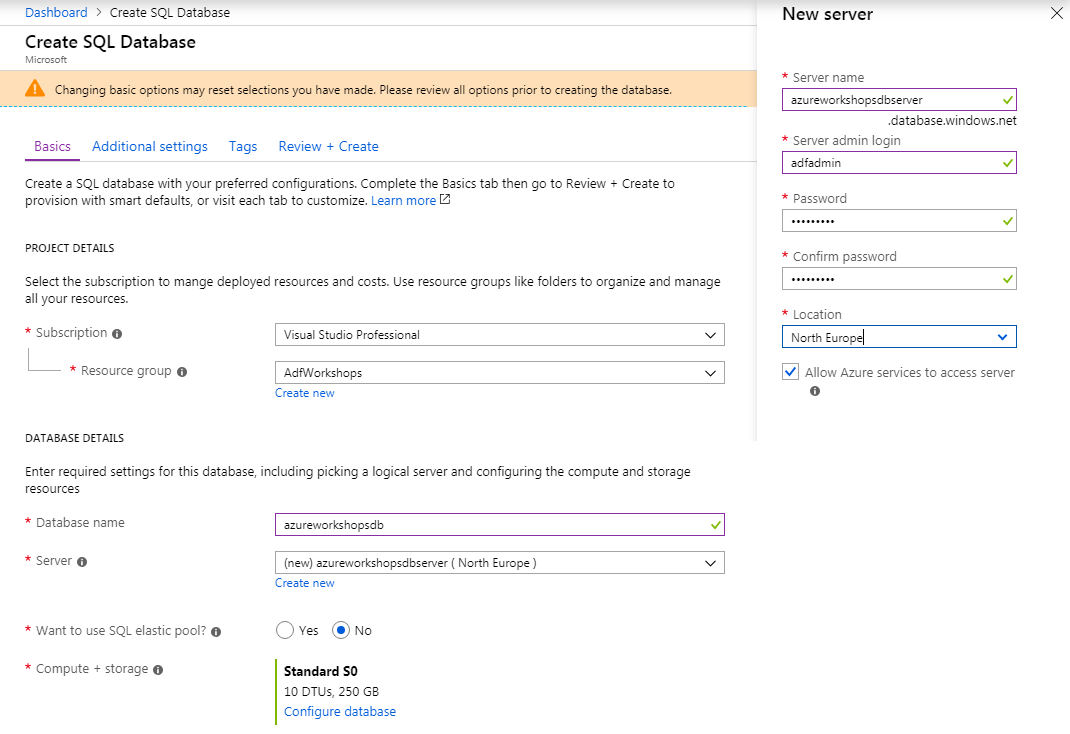 Dashboard > Create SQL Database
Create SQL Database
Microsoft
Changing basic options may reset selections you have made. Please review all options prior to creating the database.
Basics Additional settings Tags Review + Create
Create a SQL database with your preferred configurations. Complete the Basics tab then go to Review + Create to
provision with smart defaults, or visit each tab to customize. Learn more
PROJECT DETAILS
Select the subscription to mange deployed resources and costs. Use resource groups like folders to organize and manage
all your resources.
* Subscription
Visual Studio Professional
* Resource group
AdfWorkshops
Create new
DATABASE DETAILS
Enter required settings for this database, including picking a logical server and configuring the compute and storage
resources
* Database name
azureworkshopsdb
* Server
(new) azureworkshopsdbserver ( North Europe )
Create new
* Want to use SQL elastic pool?
Yes No
* Compute + storage
Standard S0
10 DTUs, 250 GB
Configure database
New server
* Server name
azureworkshopsdbserver
.database.windows.net
* Server admin login
adfadmin
* Password
•••••••••
* Confirm password
•••••••••
* Location
North Europe
Allow Azure services to access server